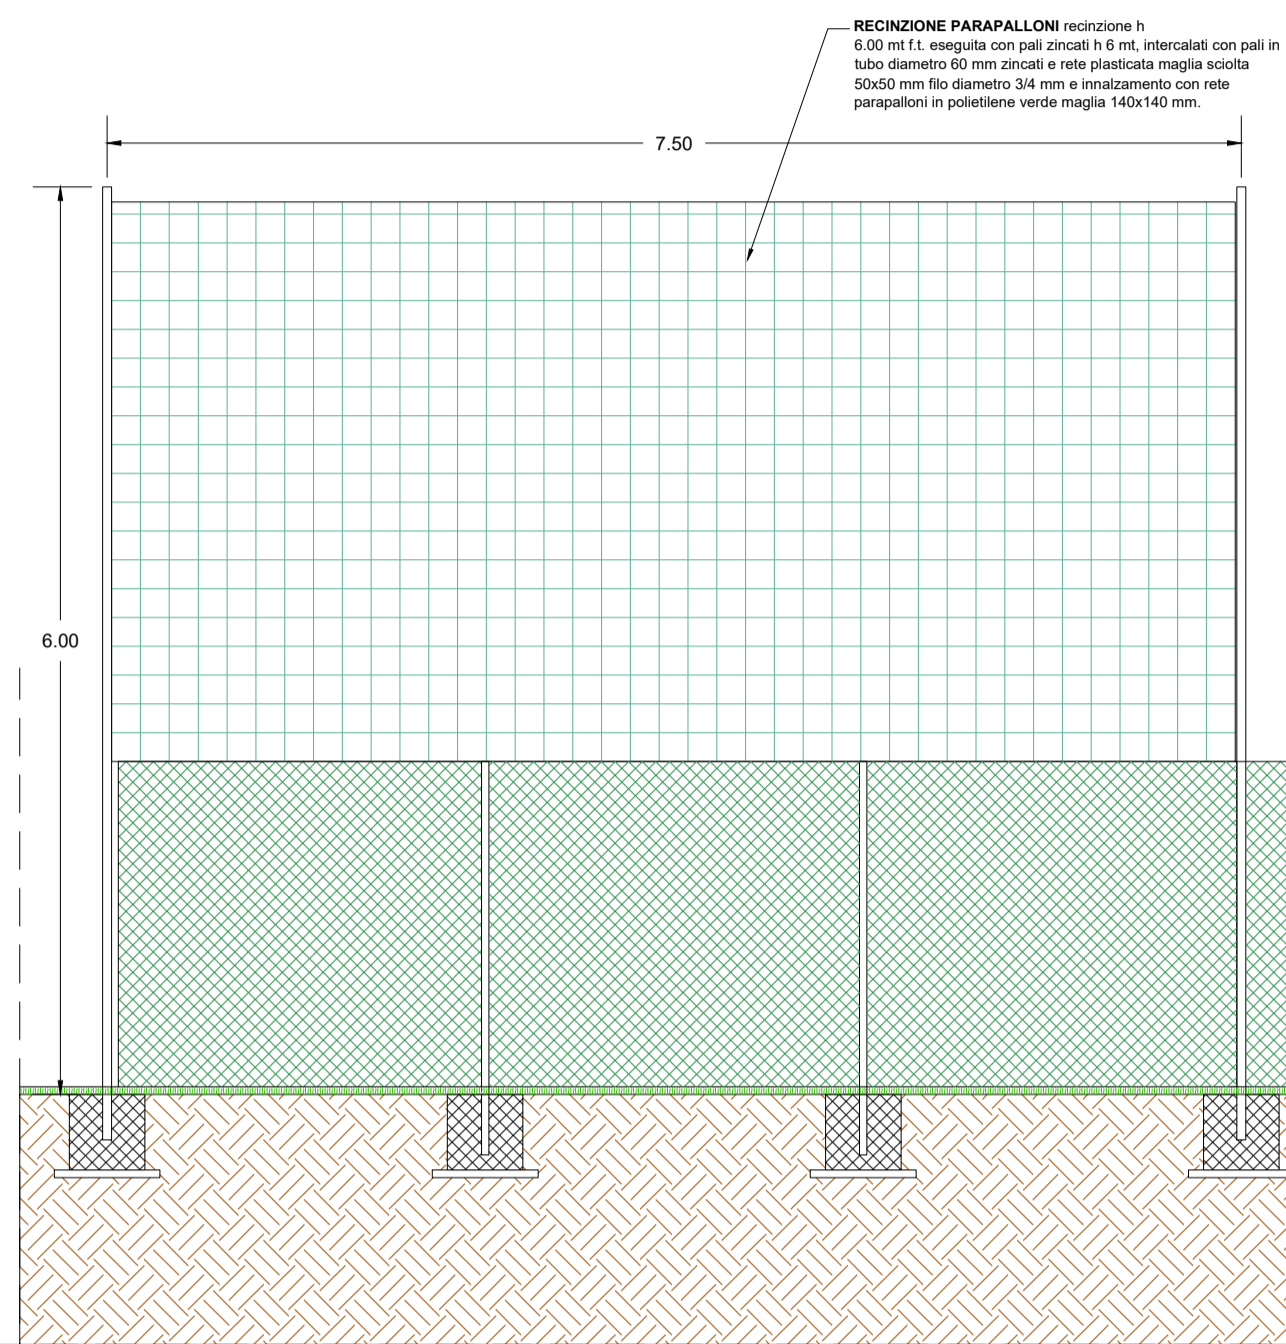 RECINZIONE PARAPALLONI recinzione h
6.00 mt f.t. eseguita con pali zincati h 6 mt, intercalati con pali in
tubo diametro 60 mm zincati e rete plasticata maglia sciolta
50x50 mm filo diametro 3/4 mm e innalzamento con rete
parapalloni in polietilene verde maglia 140x140 mm.
7.50
6.00